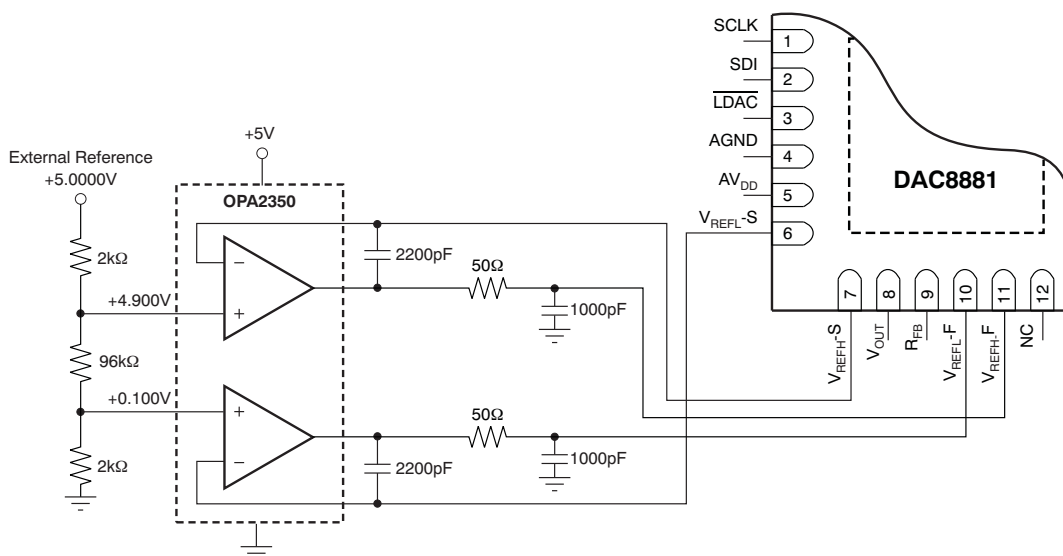 External Reference
+5.0000V
2kΩ
+4.900V
96kΩ
+0.100V
2kΩ
+5V
OPA2350
−
+
+
−
2200pF
50Ω
1000pF
2200pF
50Ω
1000pF
SCLK
1
SDI
2
LDAC
3
AGND
4
AVDD
5
VREFL-S
6
DAC8881
7
8
9
10
11
12
VREFH-S
VOUT
RFB
VREFL-F
VREFH-F
NC